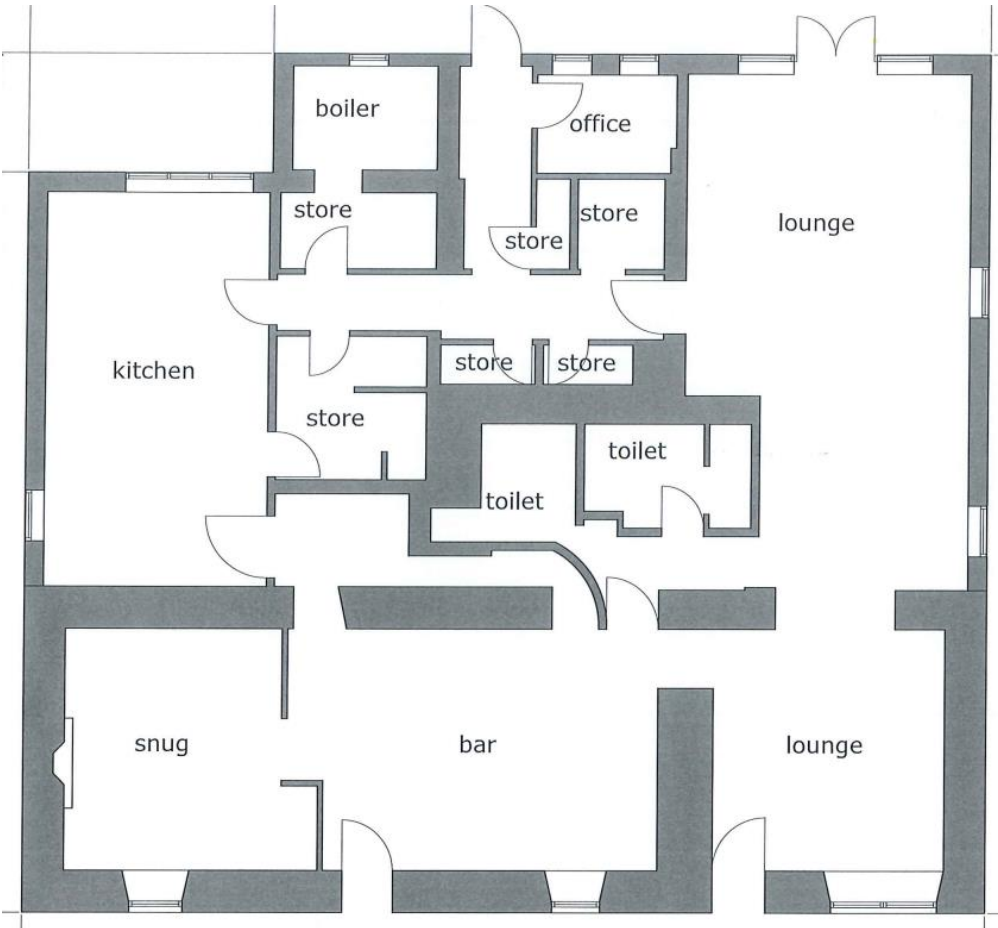 boiler
office
store
store
store
lounge
kitchen
store
store
store
toilet
toilet
snug
bar
lounge